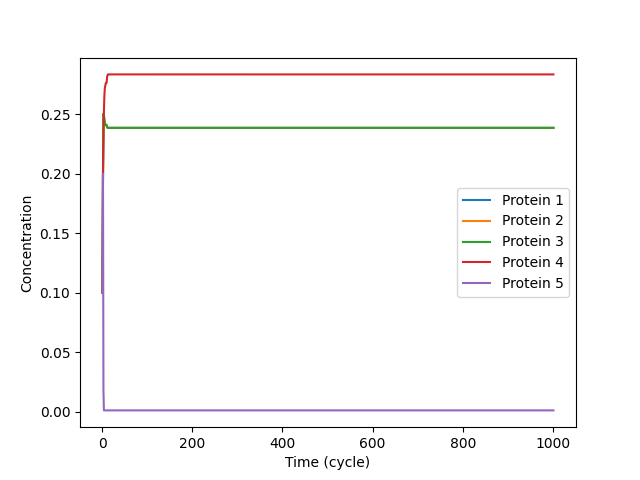 0.25
0.20
0.15
0.10
0.05
0.00
Concentration
Protein 1
Protein 2
Protein 3
Protein 4
Protein 5
0 200 400 600 800 1000
Time (cycle)